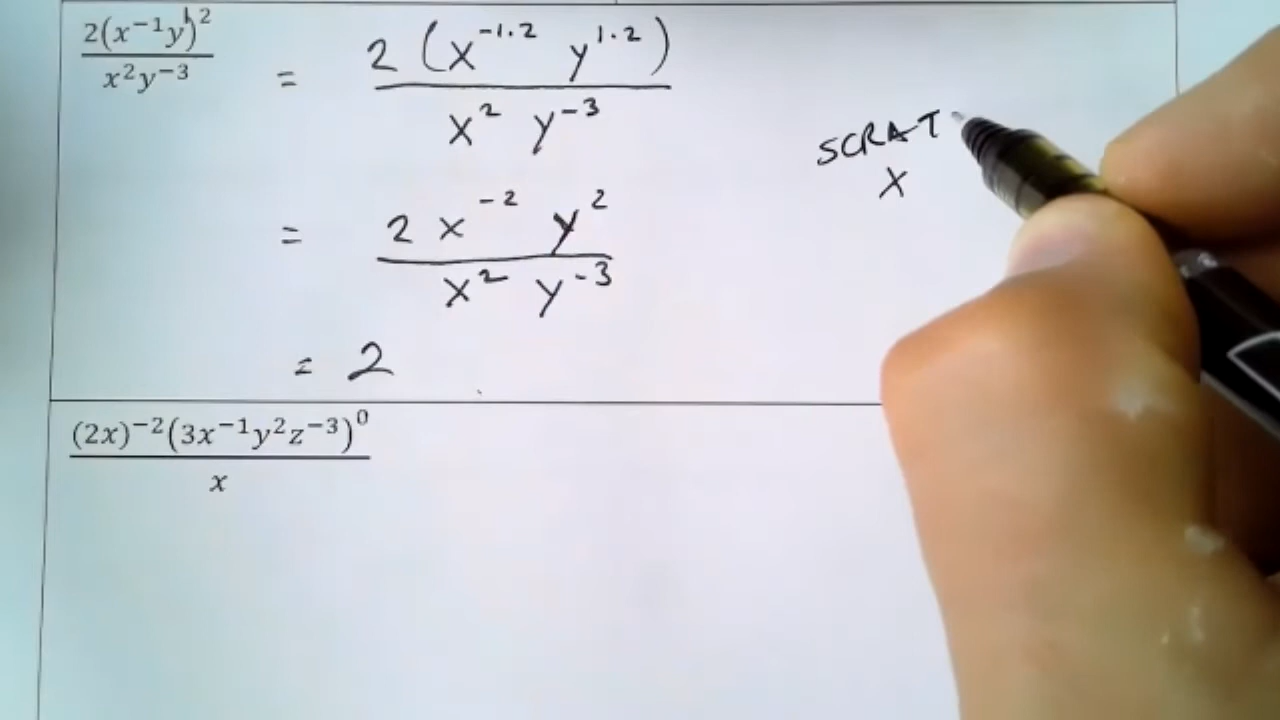 2(x⁻¹y¹)² / x²y⁻³ = 2 (x⁻¹·² y¹·²) / x² y⁻³
SCRAT
X
= 2 x⁻² y² / x² y⁻³
= 2
(2x)⁻²(3x⁻¹y²z⁻³)⁰ / x